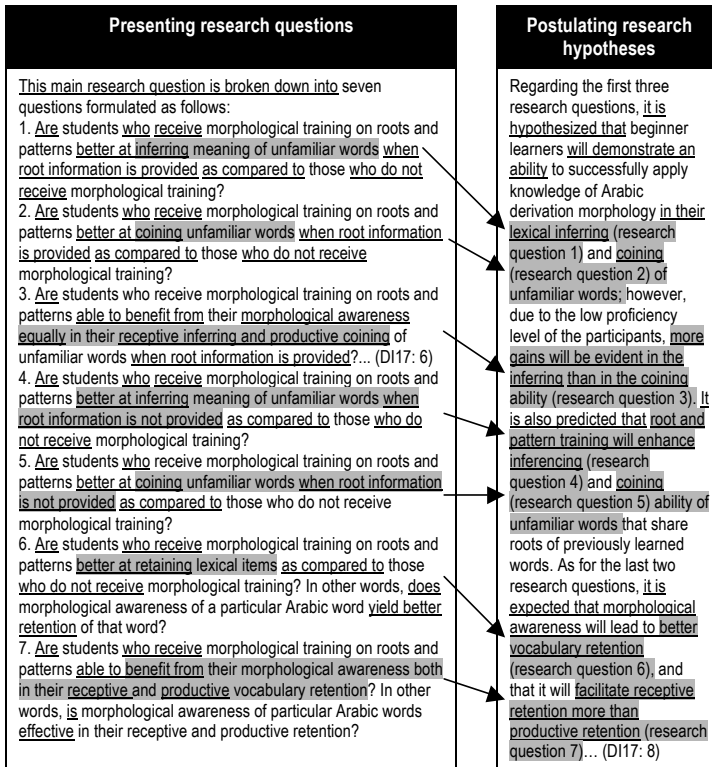 Presenting research questions
This main research question is broken down into seven
questions formulated as follows:
1. Are students who receive morphological training on roots and
patterns better at inferring meaning of unfamiliar words when
root information is provided as compared to those who do not
receive morphological training?
2. Are students who receive morphological training on roots and
patterns better at coining unfamiliar words when root information
is provided as compared to those who do not receive
morphological training?
3. Are students who receive morphological training on roots and
patterns able to benefit from their morphological awareness
equally in their receptive inferring and productive coining of
unfamiliar words when root information is provided?... (DI17: 6)
4. Are students who receive morphological training on roots and
patterns better at inferring meaning of unfamiliar words when
root information is not provided as compared to those who do
not receive morphological training?
5. Are students who receive morphological training on roots and
patterns better at coining unfamiliar words when root information
is not provided as compared to those who do not receive
morphological training?
6. Are students who receive morphological training on roots and
patterns better at retaining lexical items as compared to those
who do not receive morphological training? In other words, does
morphological awareness of a particular Arabic word yield better
retention of that word?
7. Are students who receive morphological training on roots and
patterns able to benefit from their morphological awareness both
in their receptive and productive vocabulary retention? In other
words, is morphological awareness of particular Arabic words
effective in their receptive and productive retention?
Postulating research
hypotheses
Regarding the first three
research questions, it is
hypothesized that beginner
learners will demonstrate an
ability to successfully apply
knowledge of Arabic
derivation morphology in their
lexical inferring (research
question 1) and coining
(research question 2) of
unfamiliar words; however,
due to the low proficiency
level of the participants, more
gains will be evident in the
inferring than in the coining
ability (research question 3). It
is also predicted that root and
pattern training will enhance
inferencing (research
question 4) and coining
(research question 5) ability of
unfamiliar words that share
roots of previously learned
words. As for the last two
research questions, it is
expected that morphological
awareness will lead to better
vocabulary retention
(research question 6), and
that it will facilitate receptive
retention more than
productive retention (research
question 7)... (DI17: 8)